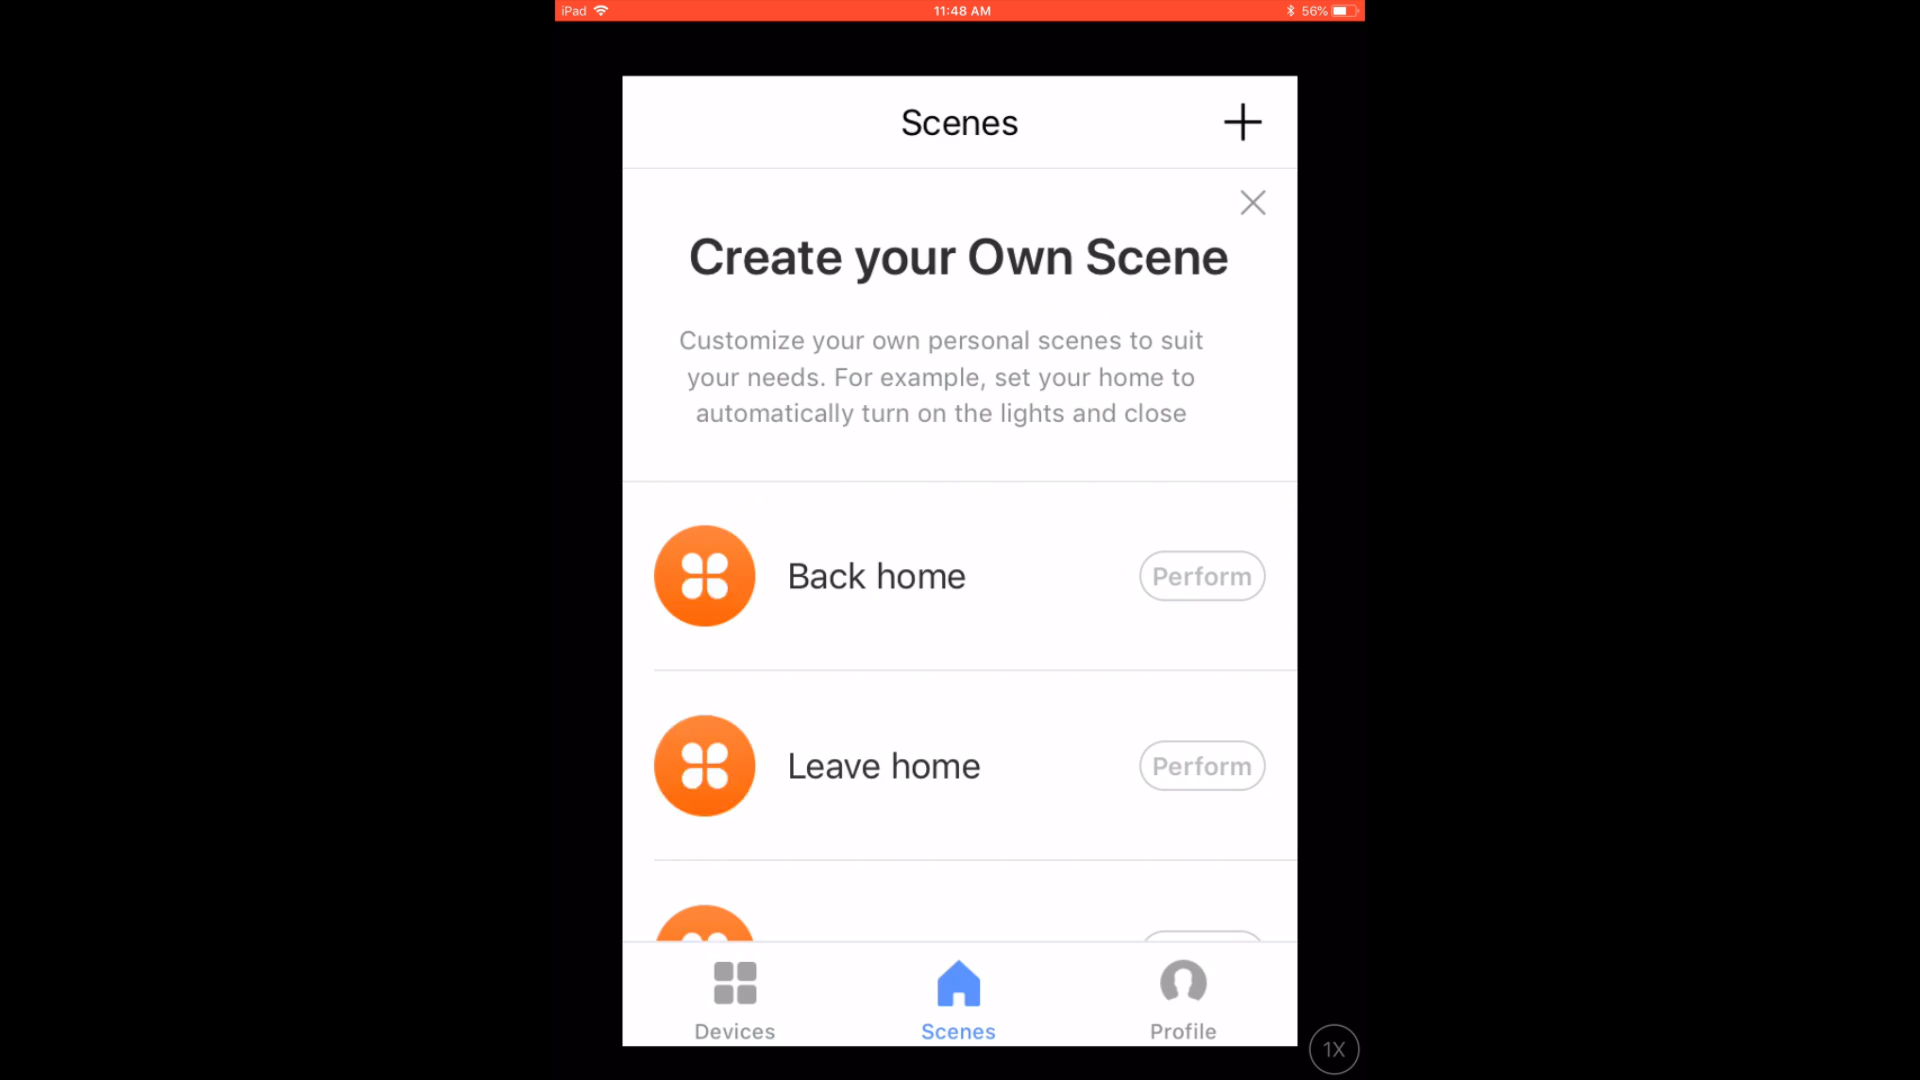 iPad 11:48 AM 56%
Scenes
Create your Own Scene
Customize your own personal scenes to suit
your needs. For example, set your home to
automatically turn on the lights and close
Back home Perform
Leave home Perform
Devices Scenes Profile
1X